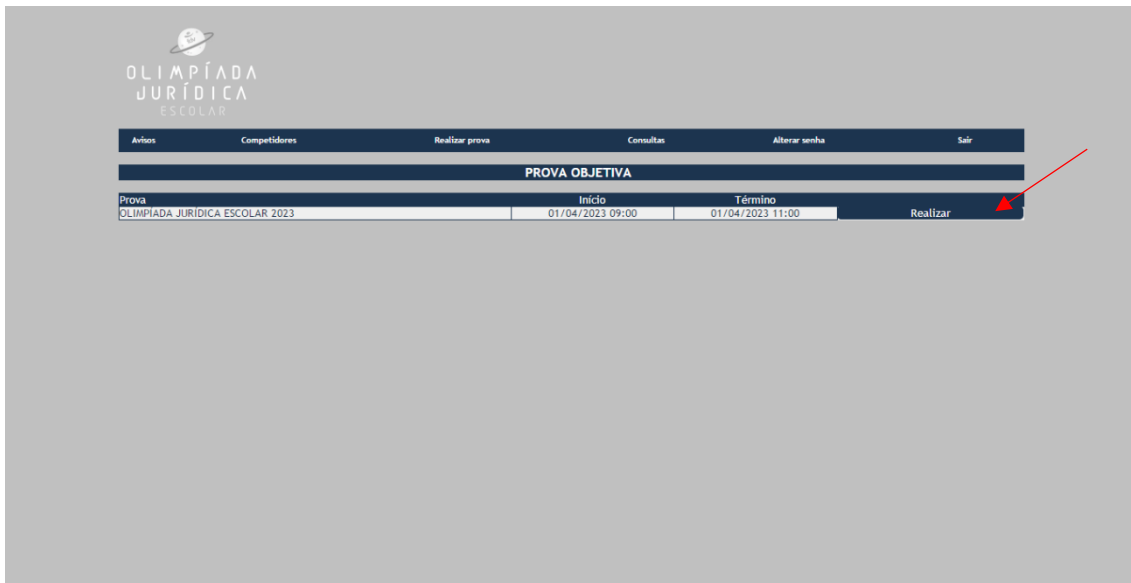 OLIMPÍADA
JURÍDICA
ESCOLAR
Avisos Competidores Realizar prova Consultas Alterar senha Sair
PROVA OBJETIVA
Prova Início Término
OLIMPÍADA JURÍDICA ESCOLAR 2023 01/04/2023 09:00 01/04/2023 11:00 Realizar